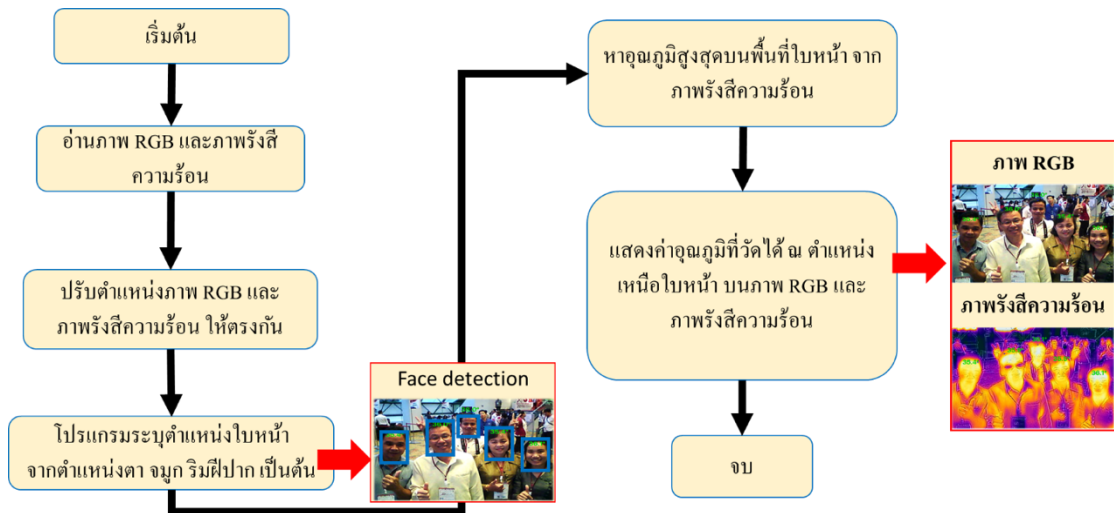 เริ่มต้น
อ่านภาพ RGB และภาพรังสี
ความร้อน
ปรับตำแหน่งภาพ RGB และ
ภาพรังสีความร้อน ให้ตรงกัน
โปรแกรมระบุตำแหน่งใบหน้า
จากตำแหน่งตา จมูก ริมฝีปาก เป็นต้น
Face detection
หาอุณภูมิสูงสุดบนพื้นที่ใบหน้า จาก
ภาพรังสีความร้อน
แสดงค่าอุณภูมิที่วัดได้ ณ ตำแหน่ง
เหนือใบหน้า บนภาพ RGB และ
ภาพรังสีความร้อน
จบ
ภาพ RGB
ภาพรังสีความร้อน